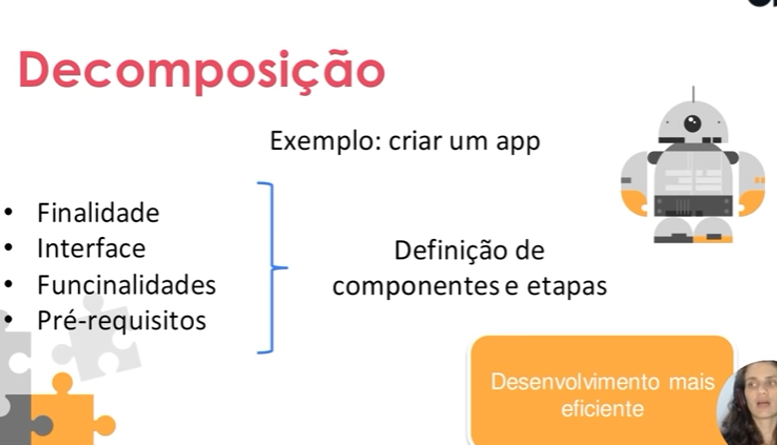 Decomposição
Exemplo: criar um app
• Finalidade
• Interface
• Funcinalidades
• Pré-requisitos
Definição de
componentes e etapas
Desenvolvimento mais
eficiente